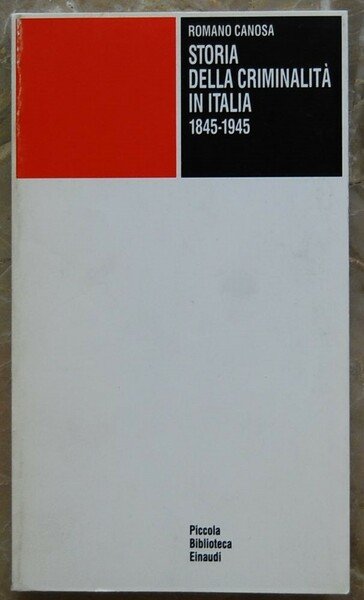 ROMANO CANOSA
STORIA
DELLA CRIMINALITÀ
IN ITALIA
1845-1945
Piccola
Biblioteca
Einaudi